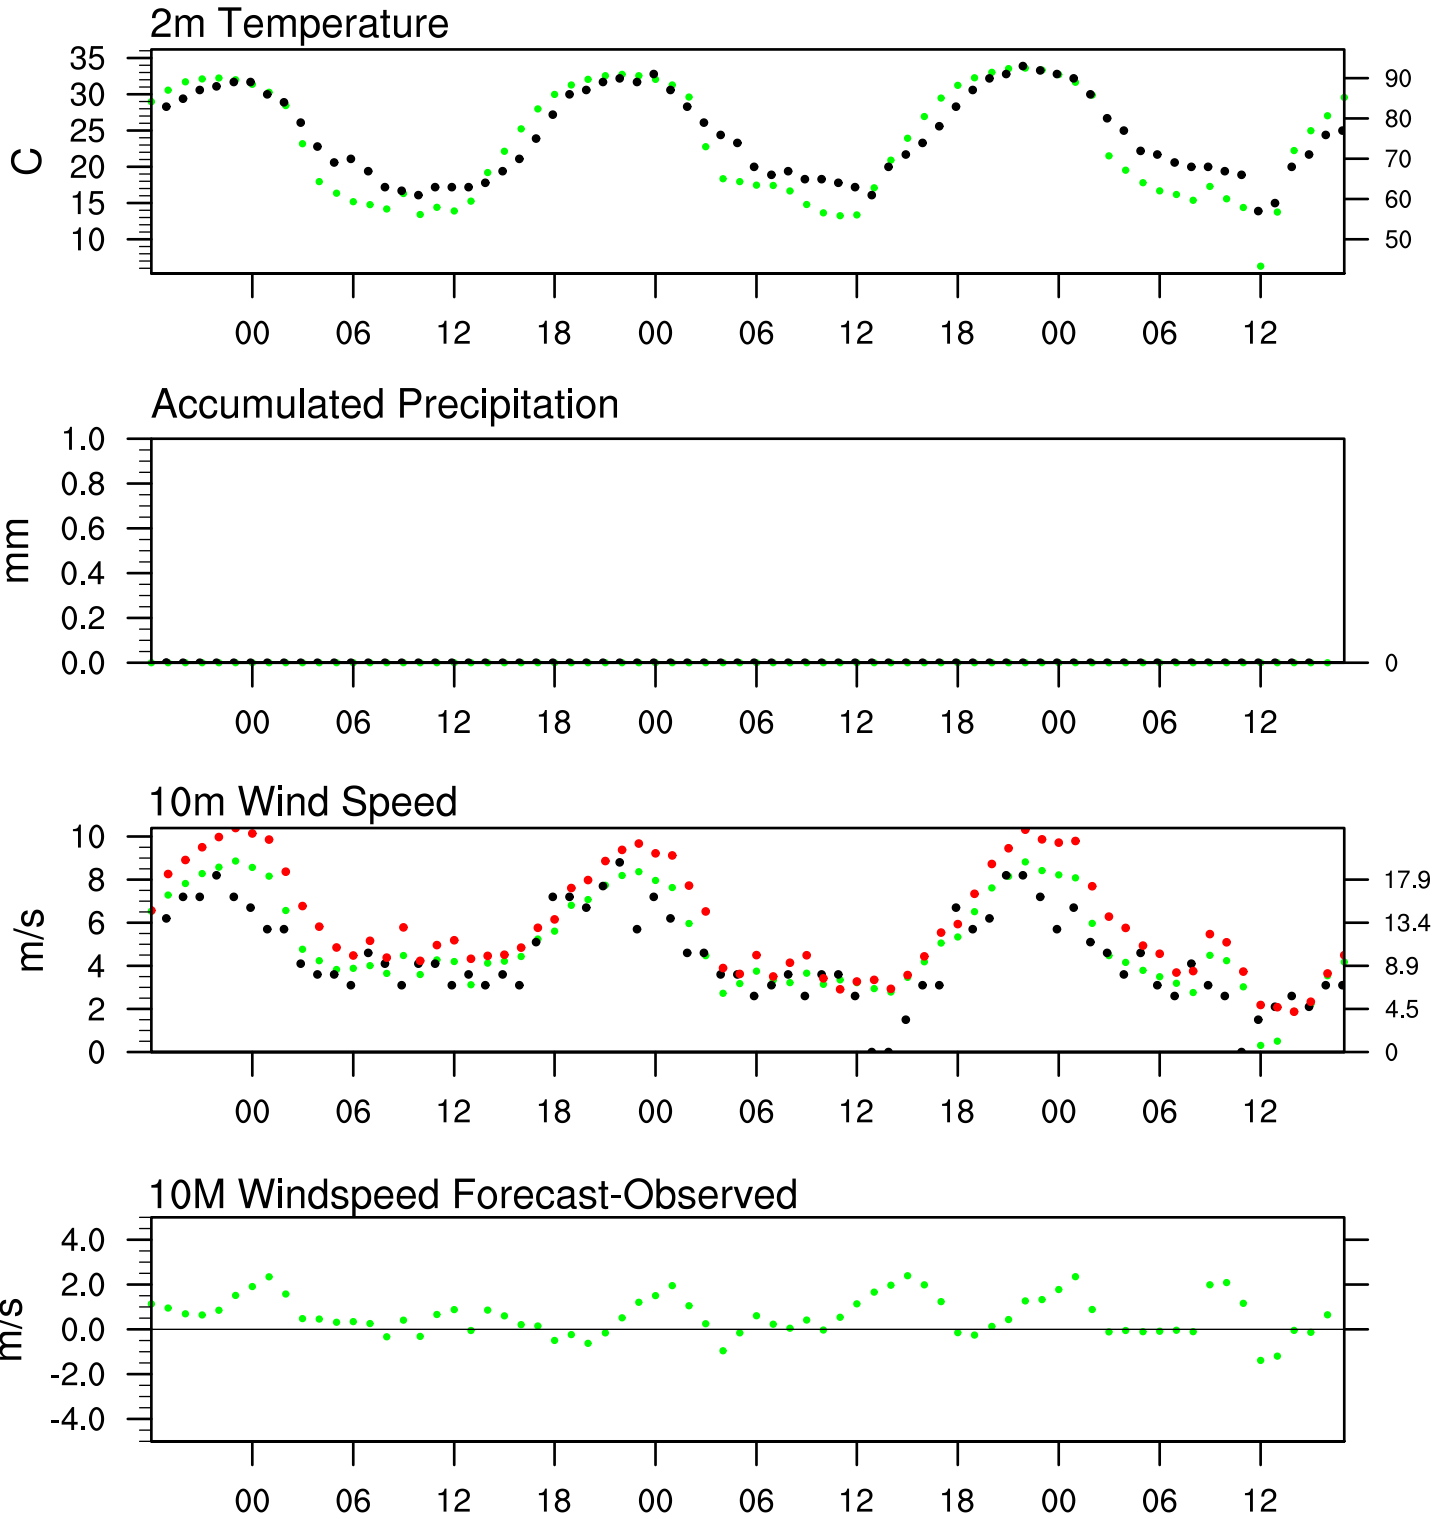 2m Temperature
35
30
25
20
15
10
C
90
80
70
60
50
00 06 12 18 00 06 12 18 00 06 12
Accumulated Precipitation
1.0
0.8
0.6
0.4
0.2
0.0
mm
0
00 06 12 18 00 06 12 18 00 06 12
10m Wind Speed
10
8
6
4
2
0
m/s
17.9
13.4
8.9
4.5
0
00 06 12 18 00 06 12 18 00 06 12
10M Windspeed Forecast-Observed
4.0
2.0
0.0
-2.0
-4.0
m/s
00 06 12 18 00 06 12 18 00 06 12